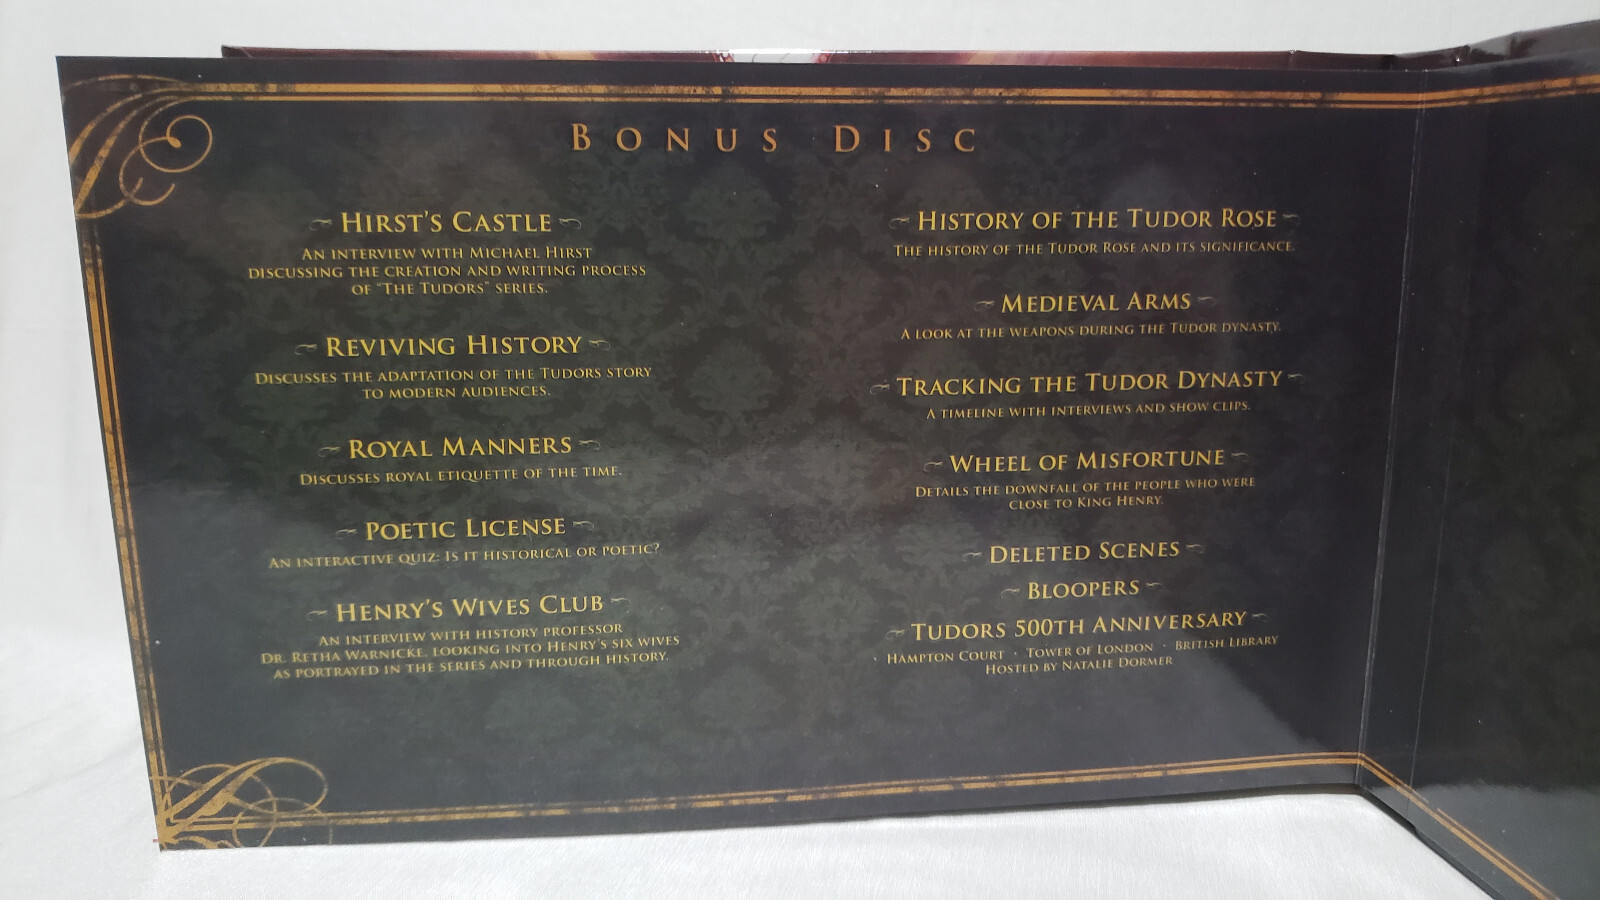 BONUS DISC
HIRST'S CASTLE
AN INTERVIEW WITH MICHAEL HIRST
DISCUSSING THE CREATION AND WRITING PROCESS
OF "THE TUDORS" SERIES.
REVIVING HISTORY
DISCUSSES THE ADAPTATION OF THE TUDORS STORY
TO MODERN AUDIENCES.
ROYAL MANNERS
DISCUSSES ROYAL ETIQUETTE OF THE TIME.
POETIC LICENSE
AN INTERACTIVE QUIZ: IS IT HISTORICAL OR POETIC?
HENRY'S WIVES CLUB
AN INTERVIEW WITH HISTORY PROFESSOR
DR. RETHA WARNICKE, LOOKING INTO HENRY'S SIX WIVES
AS PORTRAYED IN THE SERIES AND THROUGH HISTORY.
HISTORY OF THE TUDOR ROSE
THE HISTORY OF THE TUDOR ROSE AND ITS SIGNIFICANCE.
MEDIEVAL ARMS
A LOOK AT THE WEAPONS DURING THE TUDOR DYNASTY.
TRACKING THE TUDOR DYNASTY
A TIMELINE WITH INTERVIEWS AND SHOW CLIPS.
WHEEL OF MISFORTUNE
DETAILS THE DOWNFALL OF THE PEOPLE WHO WERE
CLOSE TO KING HENRY.
DELETED SCENES
BLOOPERS
TUDORS 500TH ANNIVERSARY
· HAMPTON COURT · TOWER OF LONDON · BRITISH LIBRARY
HOSTED BY NATALIE DORMER